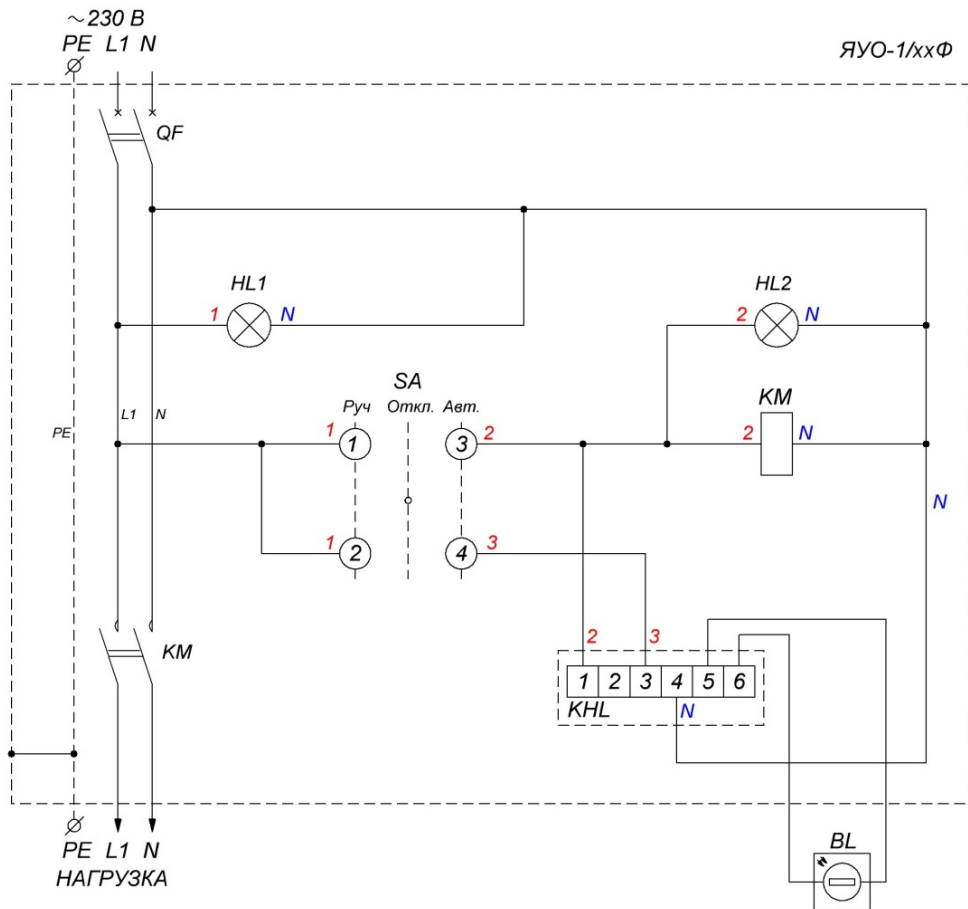 ~230 В
PE L1 N
ЯУО-1/ххФ
QF
HL1
1 N
HL2
2 N
SA
Руч Откл. Авт.
KM
L1 N
PE
1 1 3 2
2 N
N
1 2 4 3
KM
2 3
1 2 3 4 5 6
KHL N
PE L1 N
НАГРУЗКА
BL